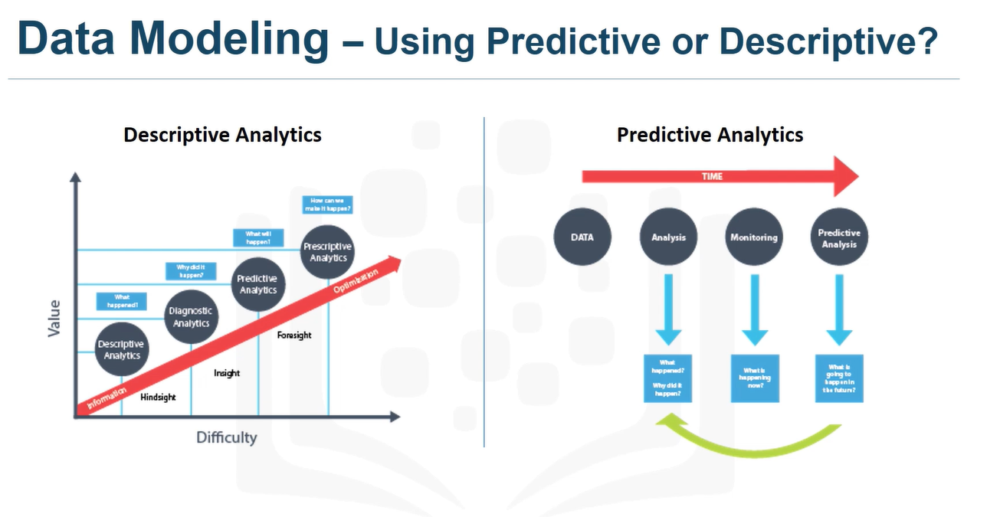 Data Modeling – Using Predictive or Descriptive?
Descriptive Analytics
How can we
make it happen?
What will
happen?
Prescriptive
Analytics
Why did it
happen?
Predictive
Analytics
Optimization
What
happened?
Diagnostic
Analytics
Value
Foresight
Descriptive
Analytics
Insight
Information
Hindsight
Difficulty
Predictive Analytics
TIME
DATA
Analysis
Monitoring
Predictive
Analysis
What
happened?
Why did it
happen?
What is
happening
now?
What is
going to
happen in
the future?